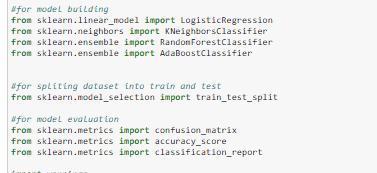 #for model building
from sklearn.linear_model import LogisticRegression
from sklearn.neighbors import KNeighborsClassifier
from sklearn.ensemble import RandomForestClassifier
from sklearn.ensemble import AdaBoostClassifier
#for spliting dataset into train and test
from sklearn.model_selection import train_test_split
#for model evaluation
from sklearn.metrics import confusion_matrix
from sklearn.metrics import accuracy_score
from sklearn.metrics import classification_report